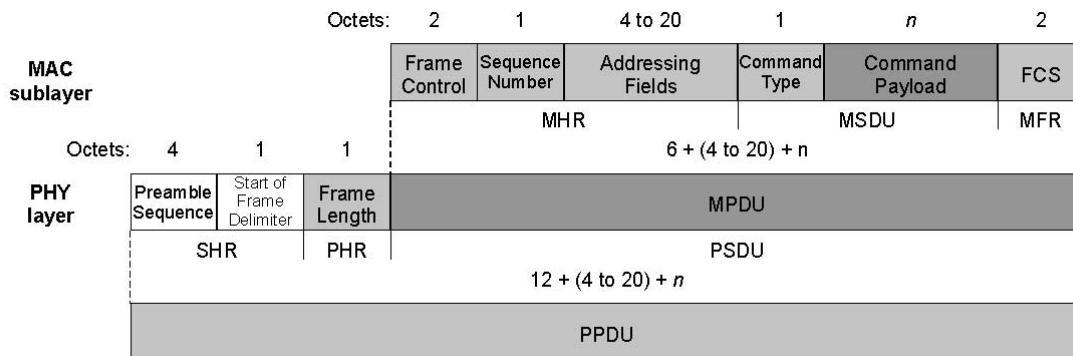 Octets: 2 1 4 to 20 1 n 2
MAC
sublayer
Frame
Control
Sequence
Number
Addressing
Fields
Command
Type
Command
Payload
FCS
MHR MSDU MFR
Octets: 4 1 1 6 + (4 to 20) + n
PHY
layer
Preamble
Sequence
Start of
Frame
Delimiter
Frame
Length
MPDU
SHR PHR PSDU
12 + (4 to 20) + n
PPDU